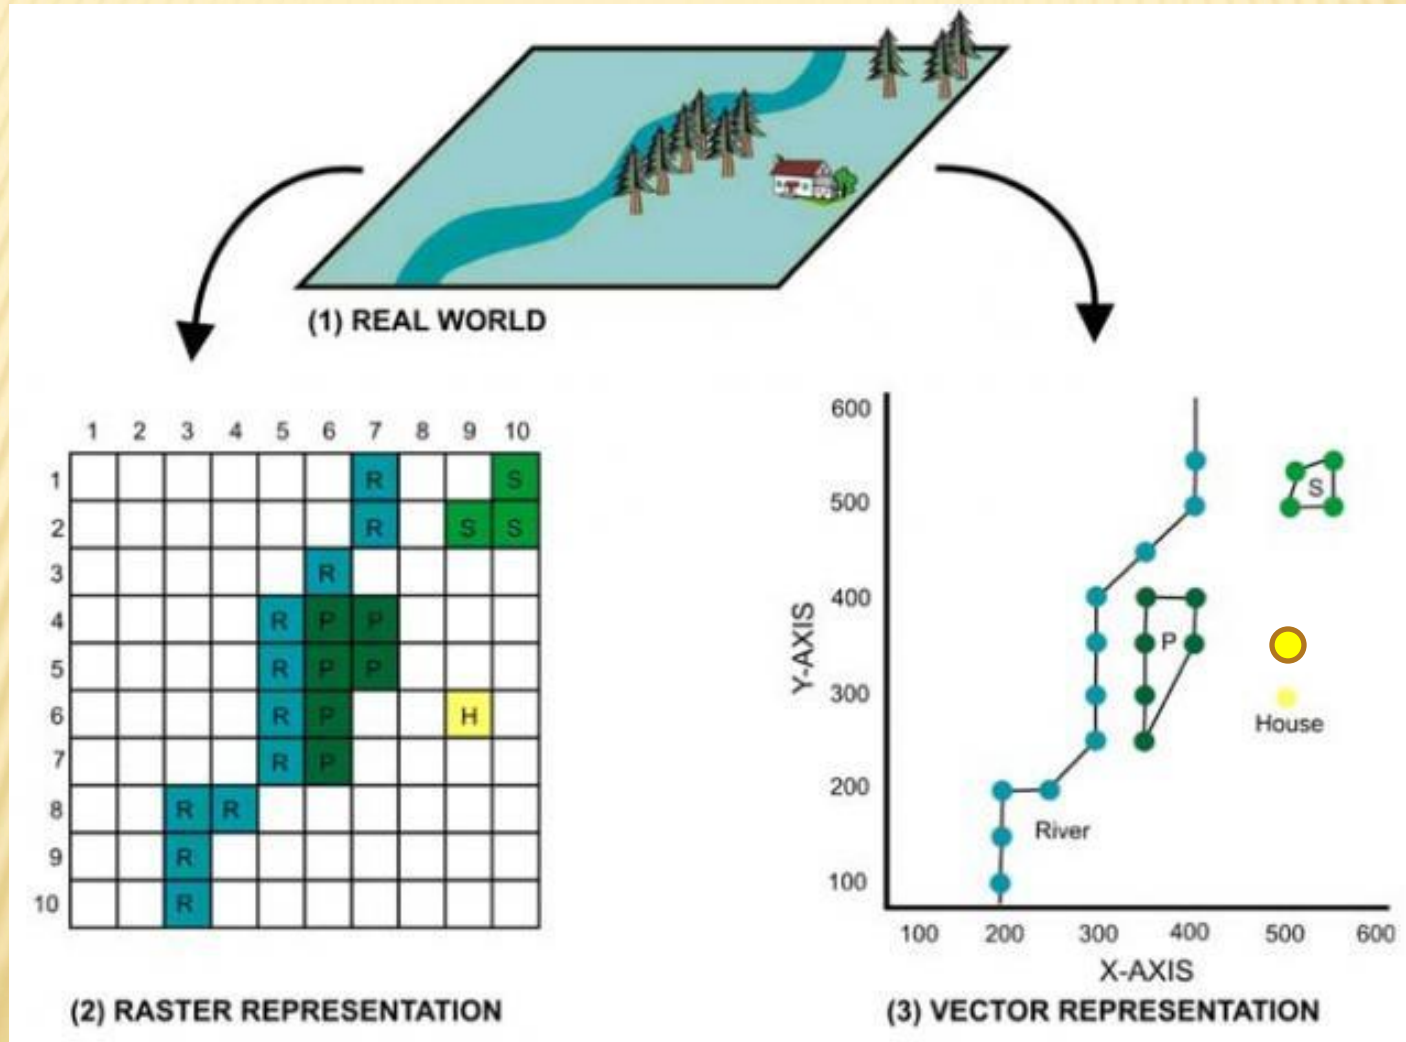 (1) REAL WORLD
1 2 3 4 5 6 7 8 9 10
1 R S
2 R S S
3 R
4 R P P
5 R P P
6 R P H
7 R P
8 R R
9 R
10 R
(2) RASTER REPRESENTATION
600
500
400
300
200
100
Y-AXIS
S
P
House
River
100 200 300 400 500 600
X-AXIS
(3) VECTOR REPRESENTATION